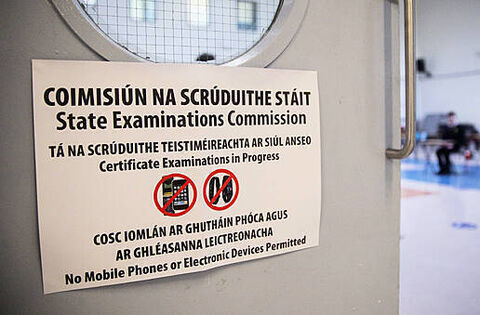 COIMISIÚN NA SCRÚDUITHE STÁIT
State Examinations Commission
TÁ NA SCRÚDUITHE TEISTIMÉIREACHTA AR SIÚL ANSEO
Certificate Examinations in Progress
COSC IOMLÁN AR GHUTHÁIN PHÓCA AGUS
AR GHLÉASANNA LEICTREONACHA
No Mobile Phones or Electronic Devices Permitted